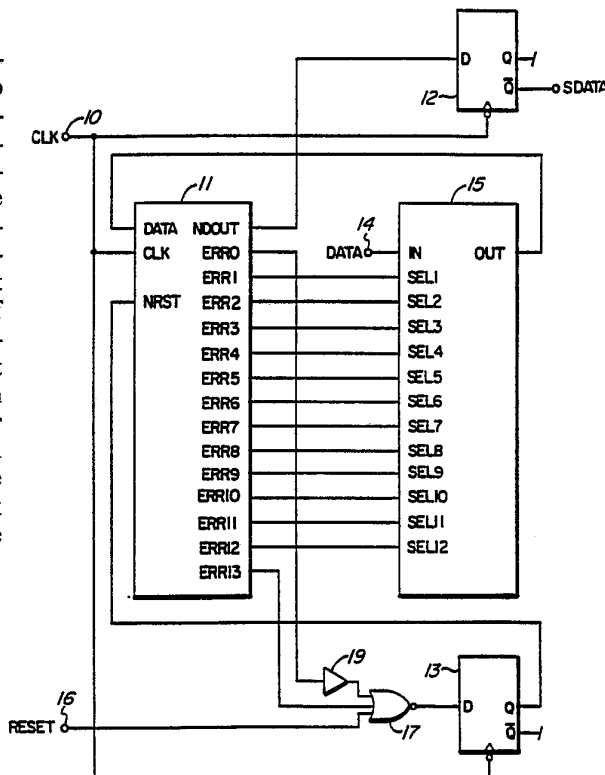 D Q
Q
12
SDATA
CLK
10
11
15
DATA NDOUT
CLK ERR0
14
DATA IN OUT
ERR1 SEL1
NRST ERR2 SEL2
ERR3 SEL3
ERR4 SEL4
ERR5 SEL5
ERR6 SEL6
ERR7 SEL7
ERR8 SEL8
ERR9 SEL9
ERR10 SEL10
ERR11 SEL11
ERR12 SEL12
ERR13
19
13
16
D Q
RESET
17
Q